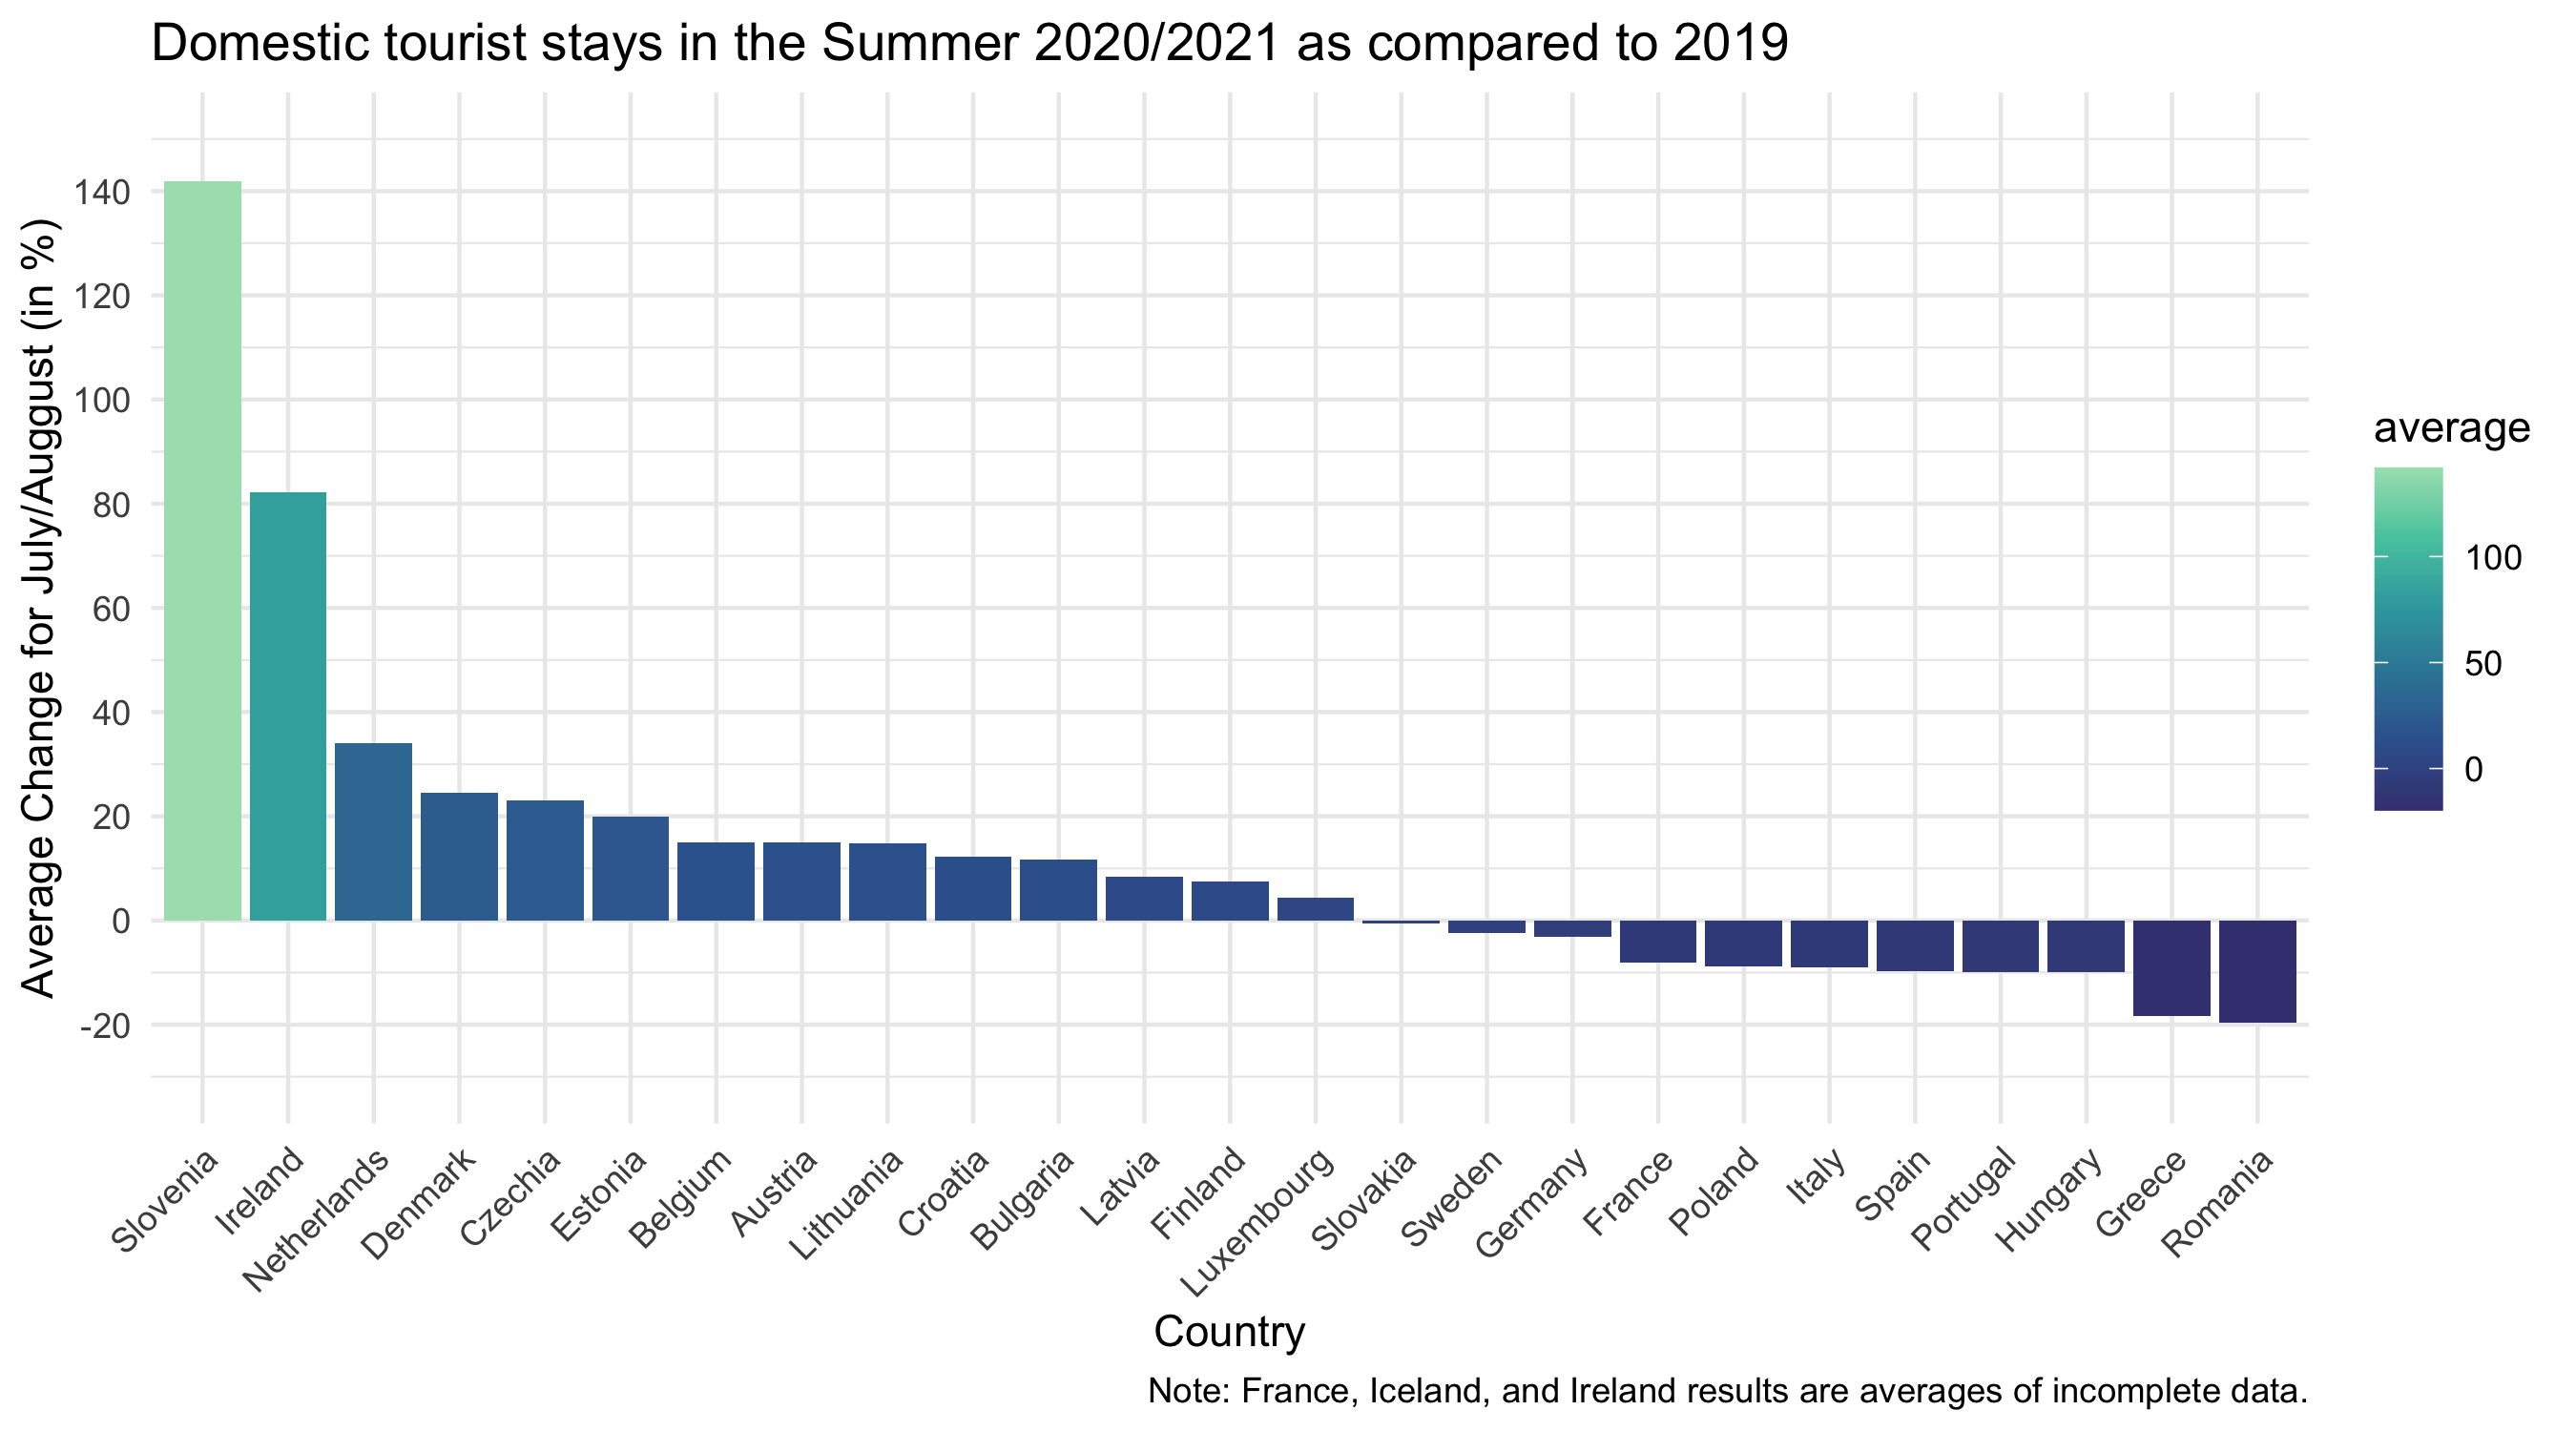 Domestic tourist stays in the Summer 2020/2021 as compared to 2019
Average Change for July/Auggust (in %)
140
120
100
80
60
40
20
0
-20
Slovenia
Ireland
Netherlands
Denmark
Czechia
Estonia
Belgium
Austria
Lithuania
Croatia
Bulgaria
Latvia
Finland
Luxembourg
Slovakia
Sweden
Germany
France
Poland
Italy
Spain
Portugal
Hungary
Greece
Romania
Country
Note: France, Iceland, and Ireland results are averages of incomplete data.
average
100
50
0